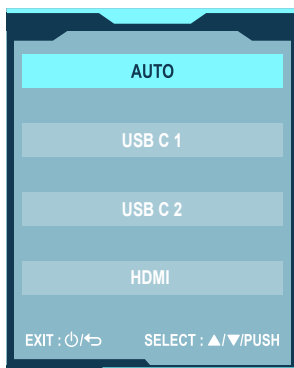 AUTO
USB C 1
USB C 2
HDMI
EXIT : ⏻/↩ SELECT : ▲/▼/PUSH